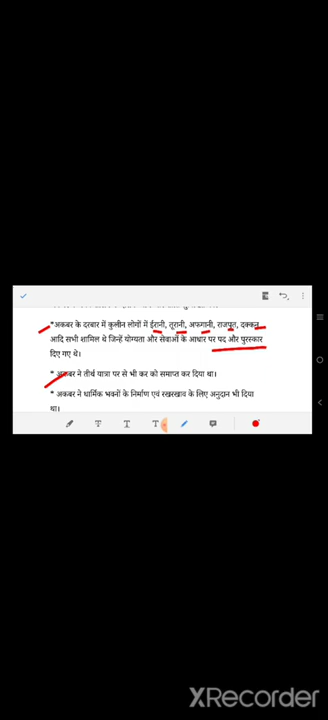 *अकबर के दरबार में कुलीन लोगों में ईरानी, तूरानी, अफगानी, राजपूत, दक्कन
आदि सभी शामिल थे जिन्हें योग्यता और सेवाओं के आधार पर पद और पुरस्कार
दिए गए थे।
* अकबर ने तीर्थ यात्रा पर से भी कर को समाप्त कर दिया था।
* अकबर ने धार्मिक भवनों के निर्माण एवं रखरखाव के लिए अनुदान भी दिया
था।
XRecorder